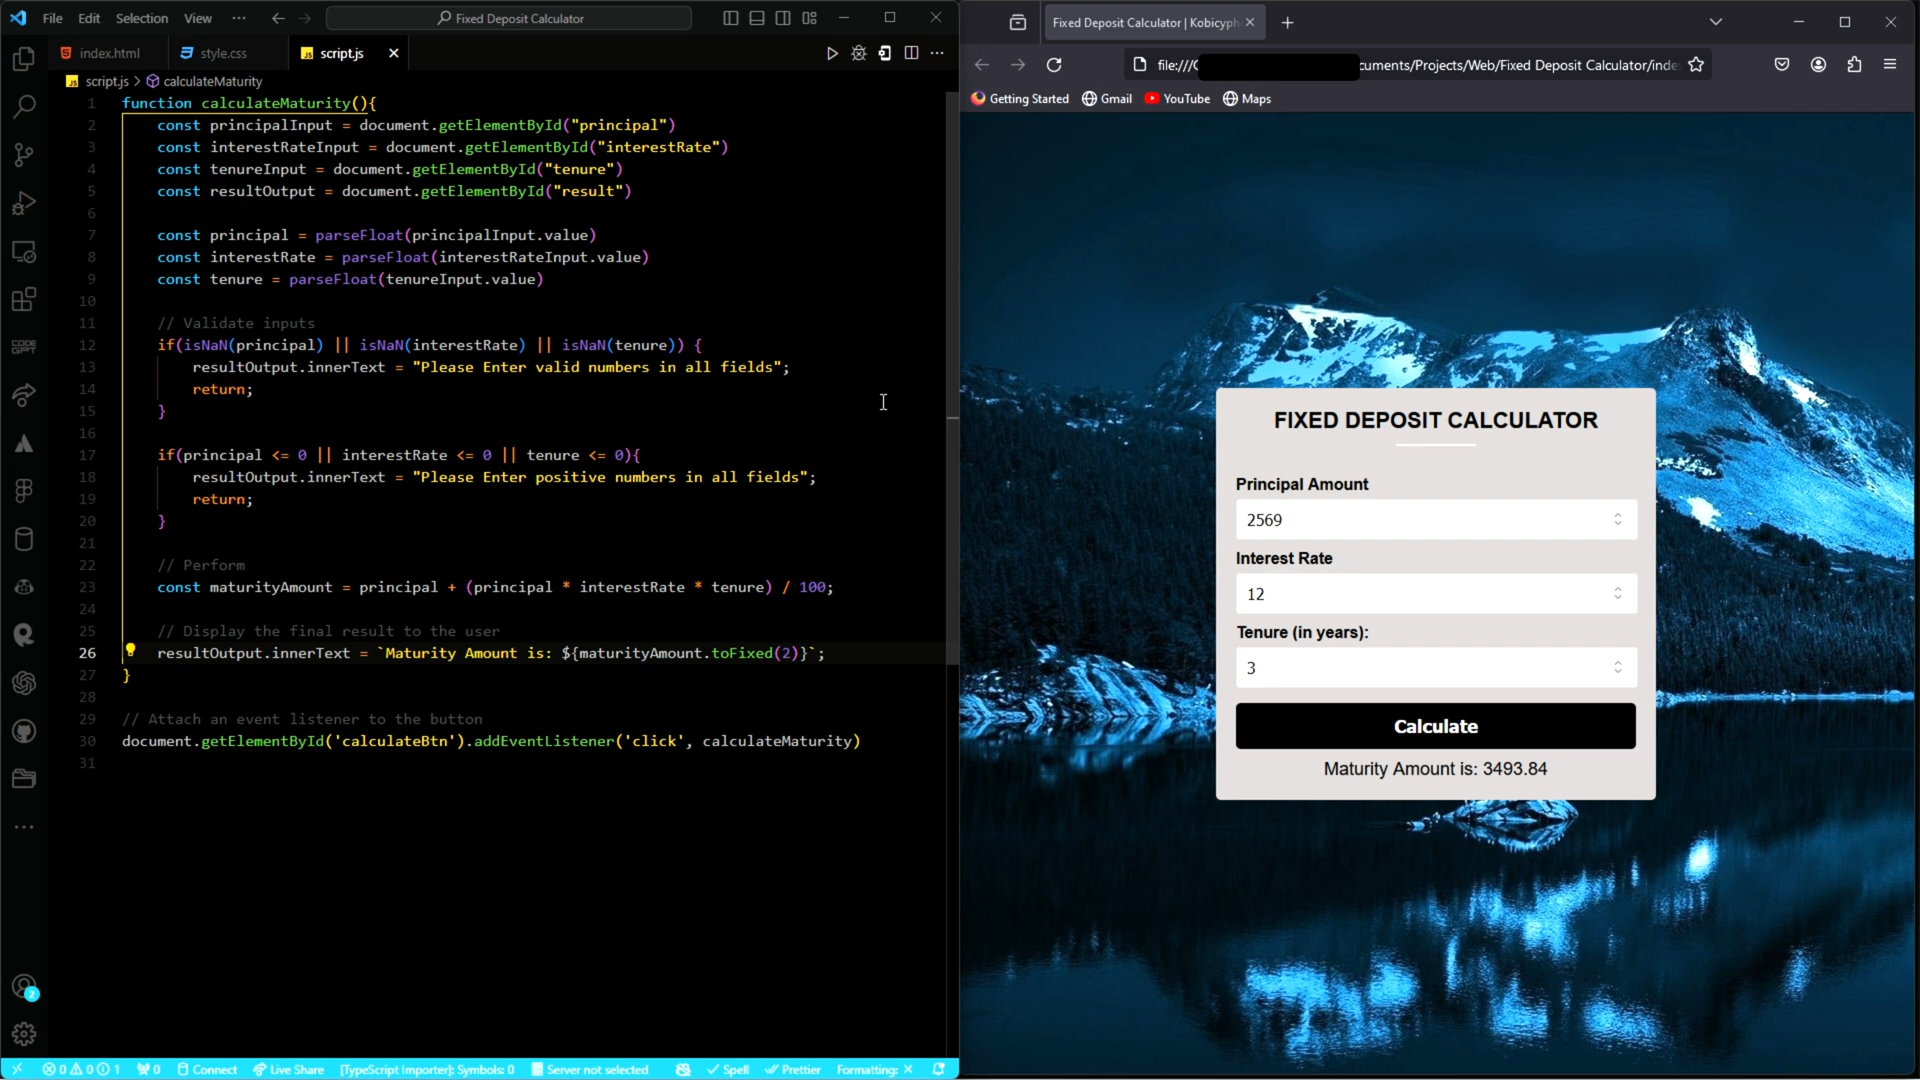 File Edit Selection View ··· Fixed Deposit Calculator
index.html style.css script.js
script.js > calculateMaturity
1 function calculateMaturity(){
2 const principalInput = document.getElementById("principal")
3 const interestRateInput = document.getElementById("interestRate")
4 const tenureInput = document.getElementById("tenure")
5 const resultOutput = document.getElementById("result")
6
7 const principal = parseFloat(principalInput.value)
8 const interestRate = parseFloat(interestRateInput.value)
9 const tenure = parseFloat(tenureInput.value)
10
11 // Validate inputs
12 if(isNaN(principal) || isNaN(interestRate) || isNaN(tenure)) {
13 resultOutput.innerText = "Please Enter valid numbers in all fields";
14 return;
15 }
16
17 if(principal <= 0 || interestRate <= 0 || tenure <= 0){
18 resultOutput.innerText = "Please Enter positive numbers in all fields";
19 return;
20 }
21
22 // Perform
23 const maturityAmount = principal + (principal * interestRate * tenure) / 100;
24
25 // Display the final result to the user
26 resultOutput.innerText = `Maturity Amount is: ${maturityAmount.toFixed(2)}`;
27 }
28
29 // Attach an event listener to the button
30 document.getElementById('calculateBtn').addEventListener('click', calculateMaturity)
31
CODE
GPT
2
0 0 1 0 Connect Live Share [TypeScript Importer]: Symbols: 0 Server not selected Spell Prettier Formatting: ×
Fixed Deposit Calculator | Kobicyph
file:///C cuments/Projects/Web/Fixed Deposit Calculator/inde
Getting Started Gmail YouTube Maps
FIXED DEPOSIT CALCULATOR
Principal Amount
2569
Interest Rate
12
Tenure (in years):
3
Calculate
Maturity Amount is: 3493.84